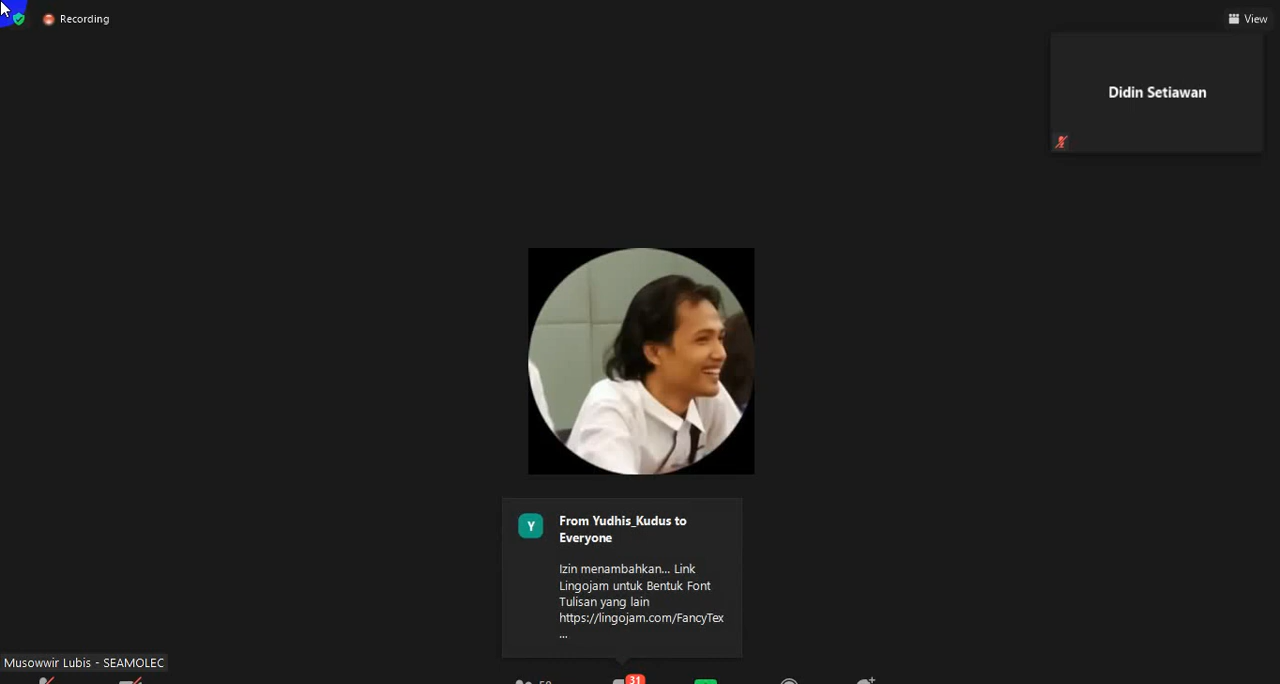 Recording
View
Didin Setiawan
Y
From Yudhis_Kudus to
Everyone
Izin menambahkan... Link
Lingojam untuk Bentuk Font
Tulisan yang lain
https://lingojam.com/FancyTex
...
Musowwir Lubis - SEAMOLEC
31